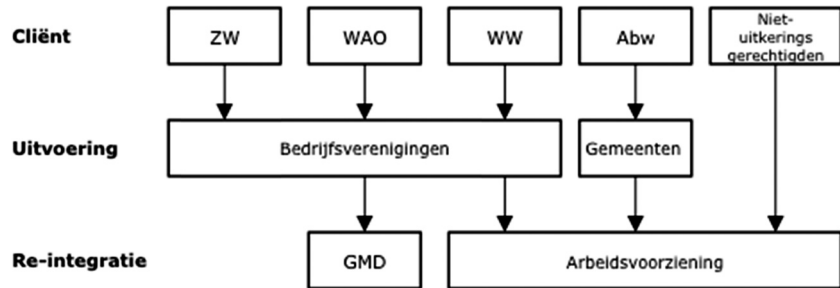 Cliënt
ZW
WAO
WW
Abw
Niet-
uitkerings
gerechtigden
Uitvoering
Bedrijfsverenigingen
Gemeenten
Re-integratie
GMD
Arbeidsvoorziening